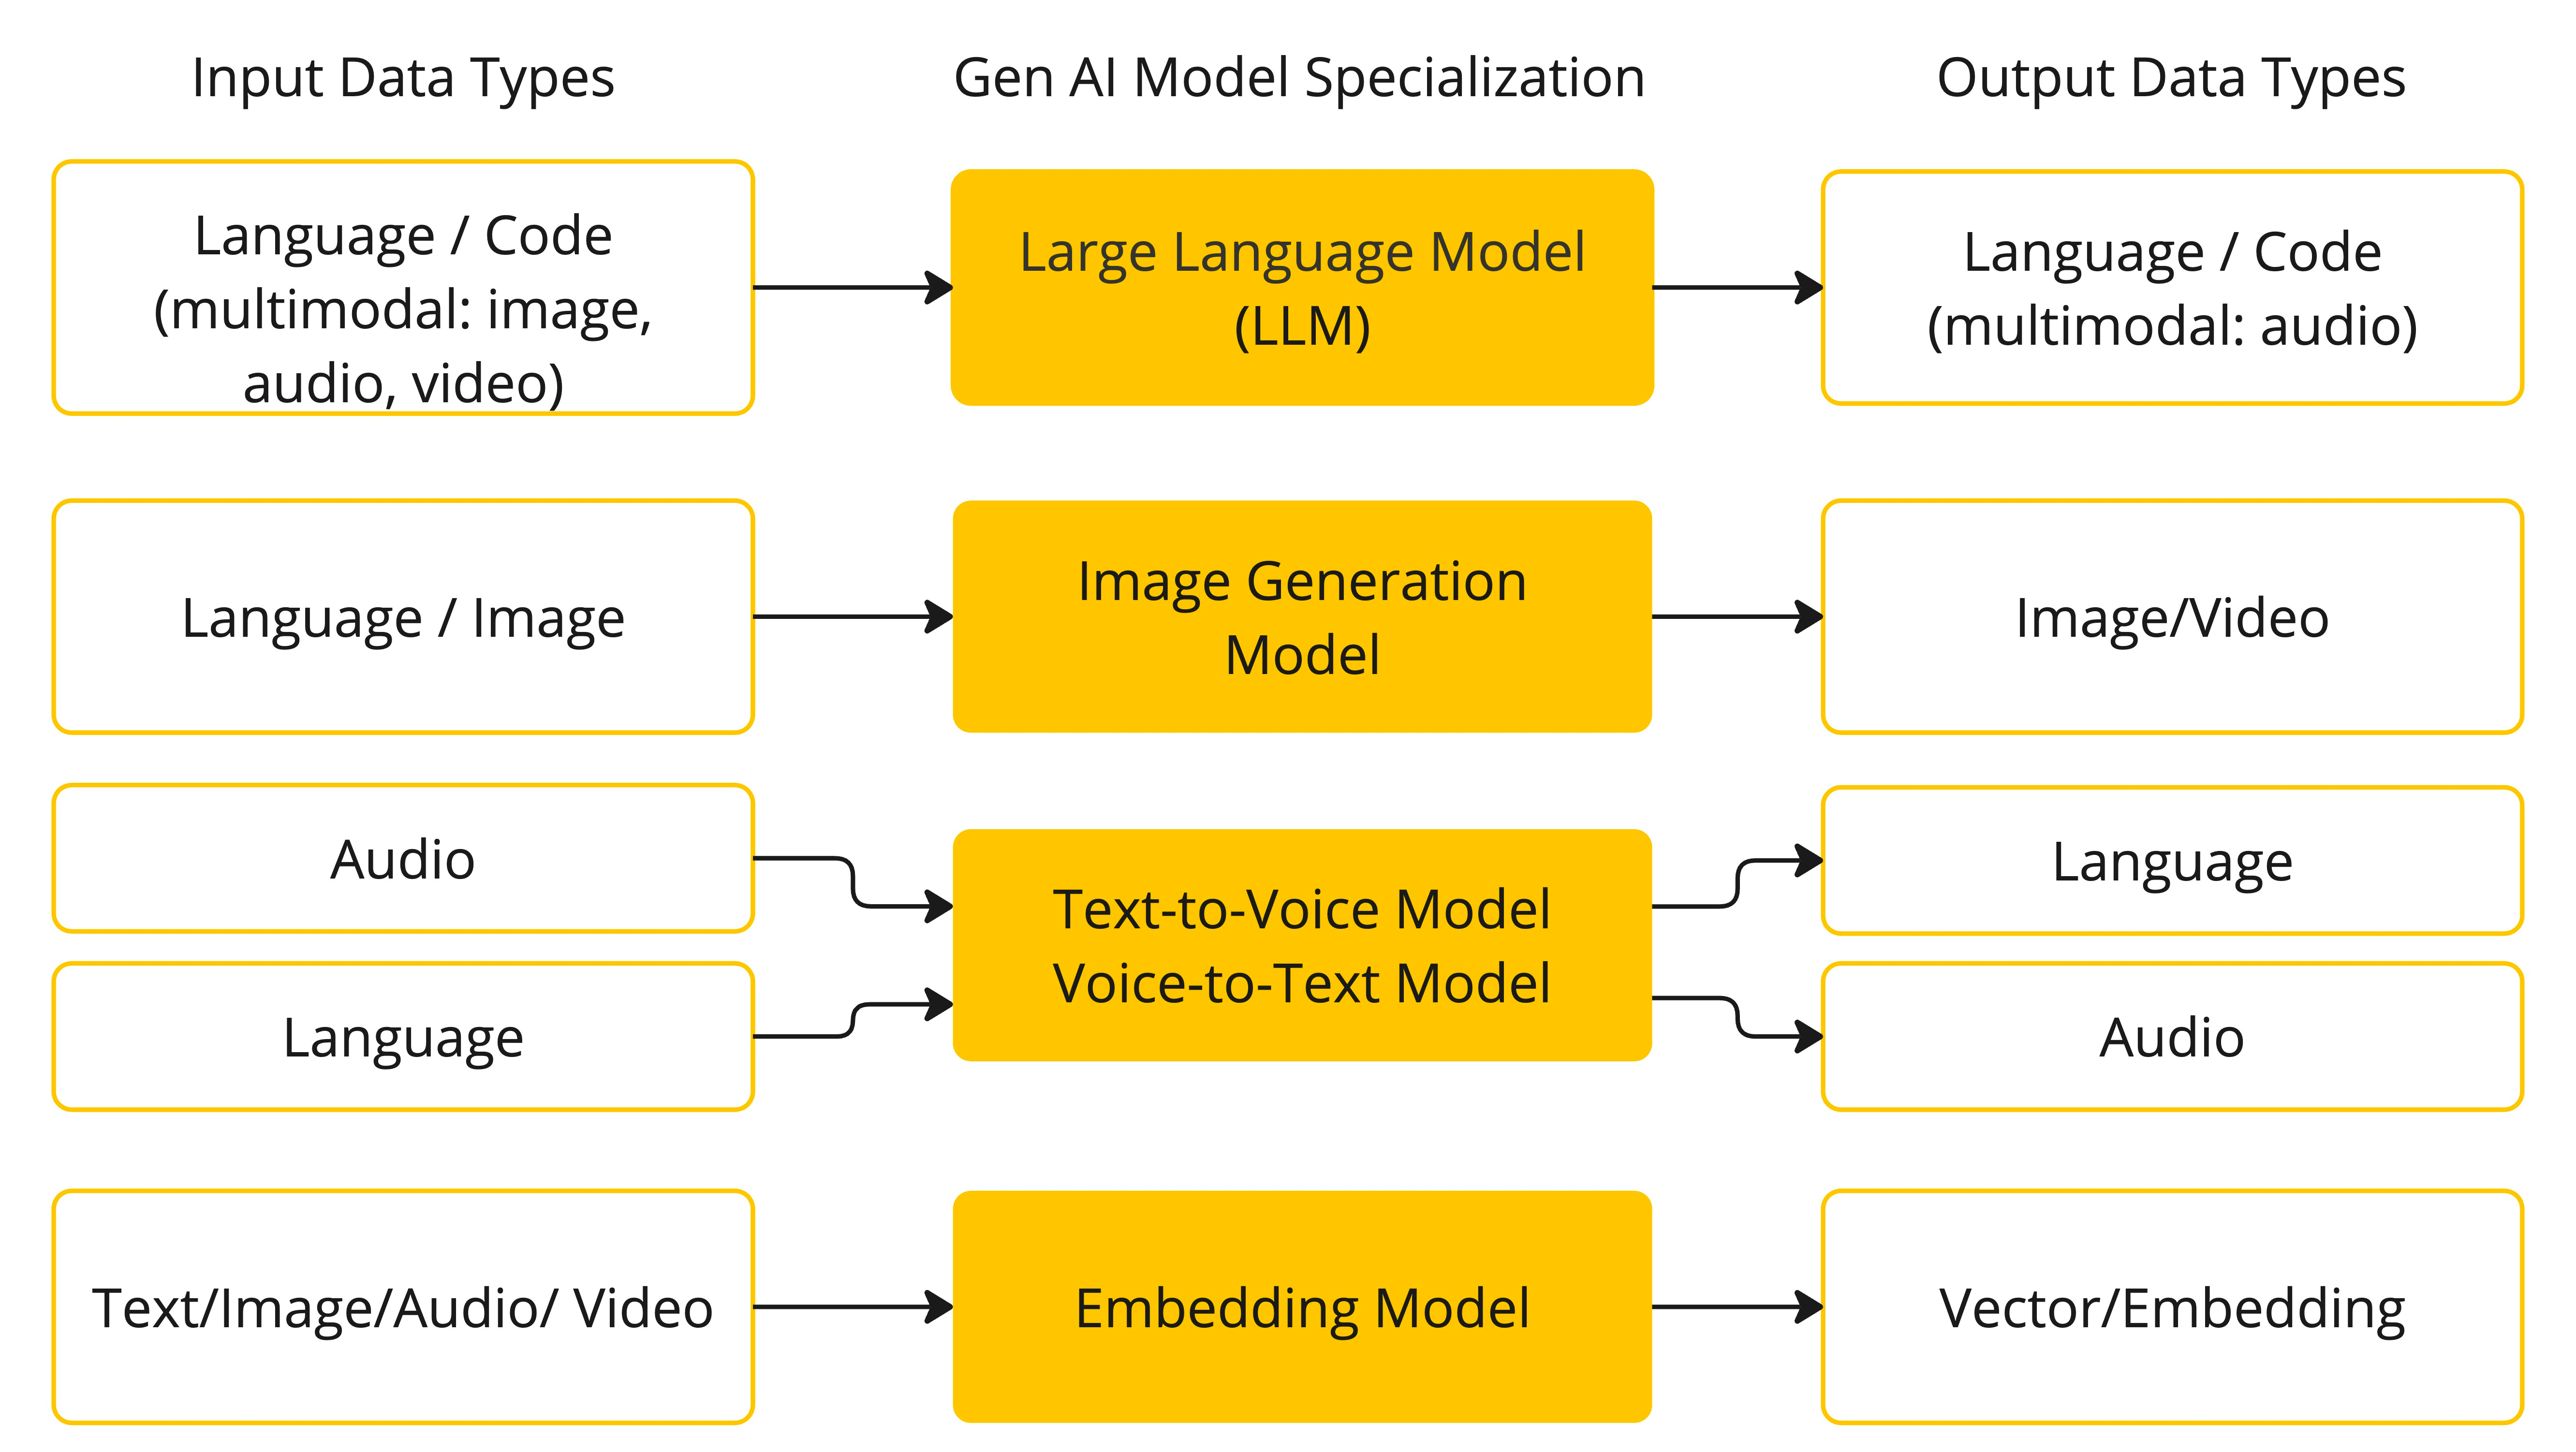 Input Data Types
Gen AI Model Specialization
Output Data Types
Language / Code
(multimodal: image,
audio, video)
Large Language Model
(LLM)
Language / Code
(multimodal: audio)
Language / Image
Image Generation
Model
Image/Video
Audio
Language
Text-to-Voice Model
Voice-to-Text Model
Language
Audio
Text/Image/Audio/ Video
Embedding Model
Vector/Embedding